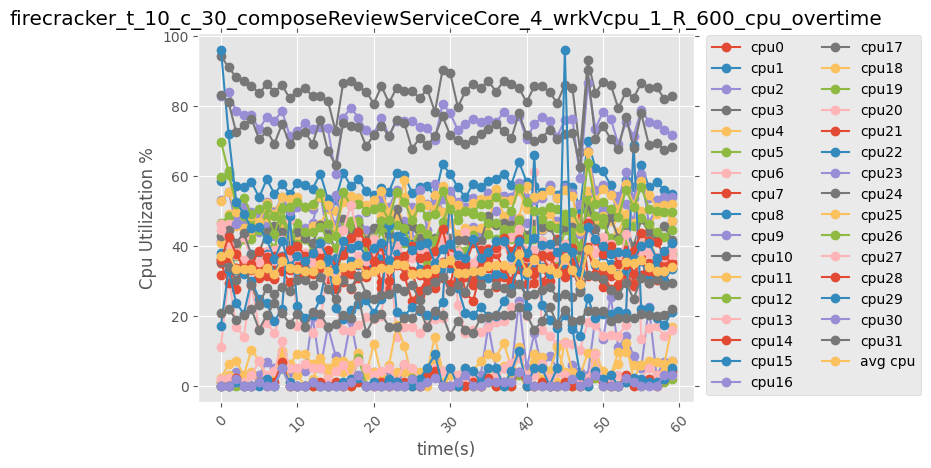 firecracker_t_10_c_30_composeReviewServiceCore_4_wrkVcpu_1_R_600_cpu_overtime
Cpu Utilization %
100
80
60
40
20
0
0
10
20
30
40
50
60
time(s)
cpu0
cpu1
cpu2
cpu3
cpu4
cpu5
cpu6
cpu7
cpu8
cpu9
cpu10
cpu11
cpu12
cpu13
cpu14
cpu15
cpu16
cpu17
cpu18
cpu19
cpu20
cpu21
cpu22
cpu23
cpu24
cpu25
cpu26
cpu27
cpu28
cpu29
cpu30
cpu31
avg cpu